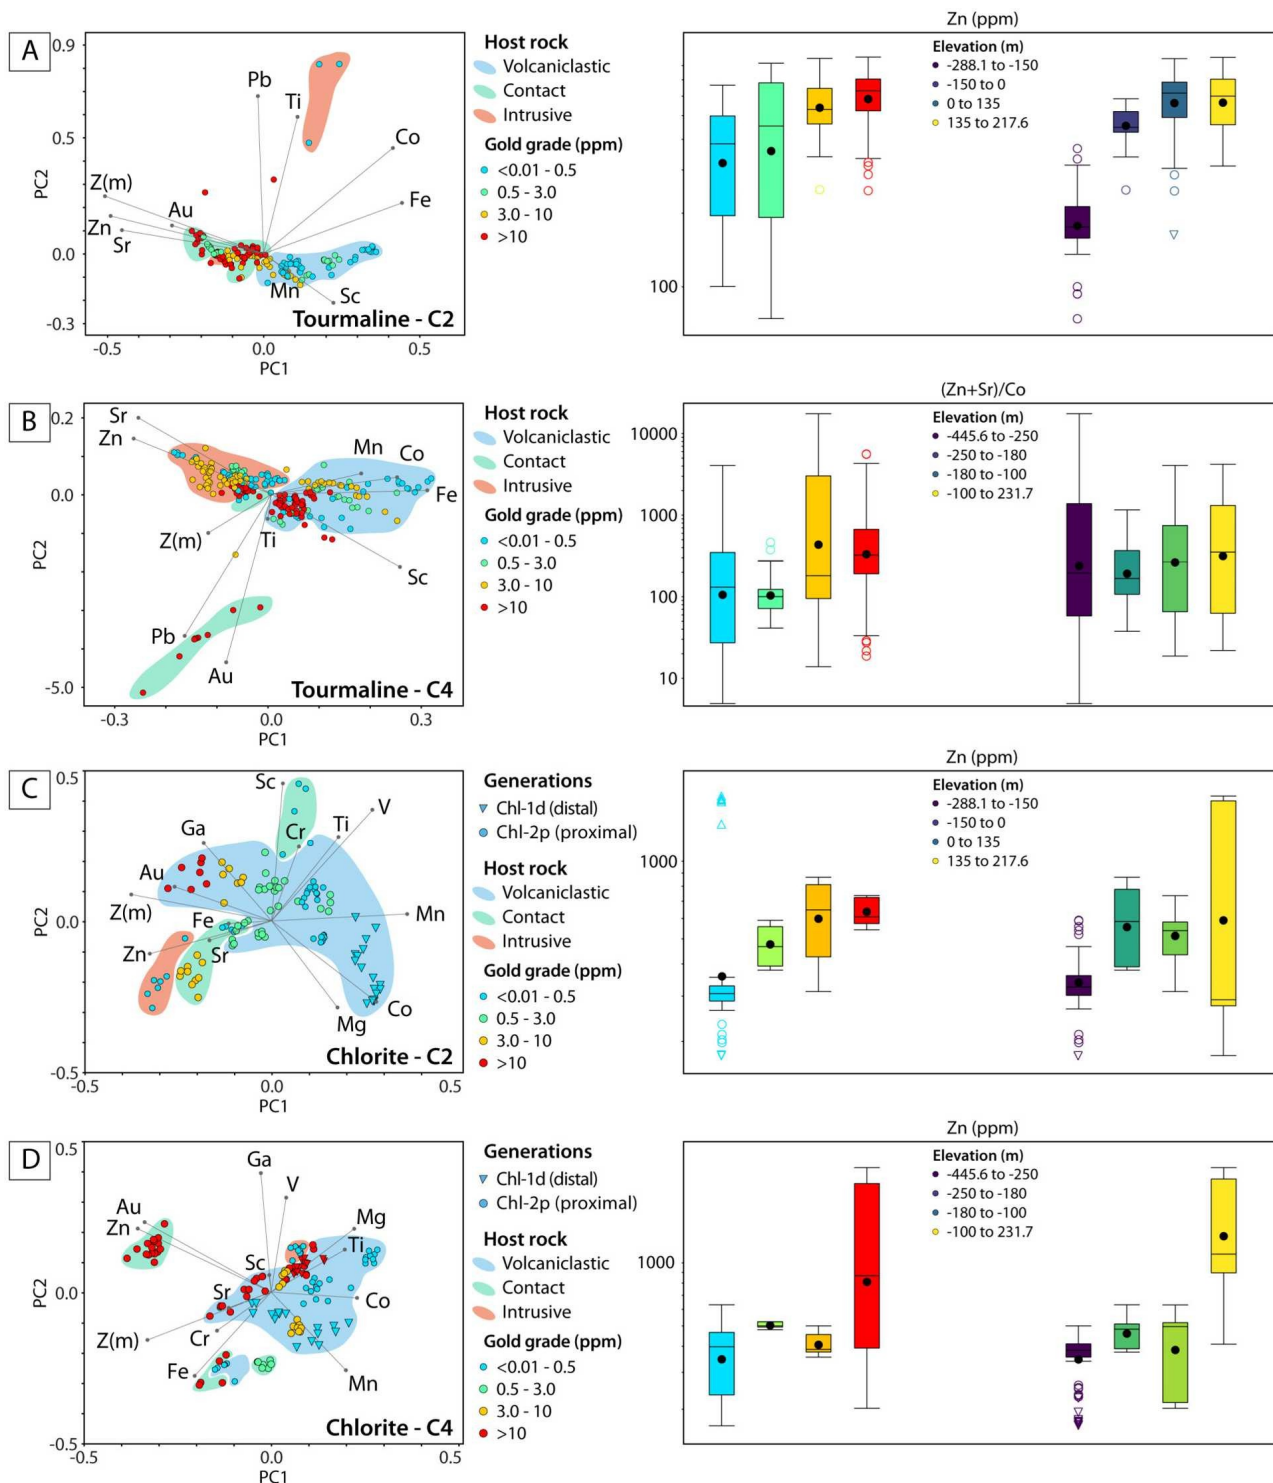 A
0.9
0.5
0.0
-0.3
PC2
-0.5
0.0
0.5
PC1
Pb
Ti
Co
Fe
Z(m)
Au
Zn
Sr
Mn
Sc
Tourmaline - C2
Host rock
Volcaniclastic
Contact
Intrusive
Gold grade (ppm)
<0.01 - 0.5
0.5 - 3.0
3.0 - 10
>10
Zn (ppm)
100
Elevation (m)
-288.1 to -150
-150 to 0
0 to 135
135 to 217.6
B
0.2
0.0
-5.0
PC2
-0.3
0.0
0.3
PC1
Sr
Zn
Mn
Co
Fe
Z(m)
Ti
Sc
Pb
Au
Tourmaline - C4
Host rock
Volcaniclastic
Contact
Intrusive
Gold grade (ppm)
<0.01 - 0.5
0.5 - 3.0
3.0 - 10
>10
(Zn+Sr)/Co
10000
1000
100
10
Elevation (m)
-445.6 to -250
-250 to -180
-180 to -100
-100 to 231.7
C
0.5
0.0
-0.5
PC2
-0.5
0.0
0.5
PC1
Sc
V
Ga
Cr
Ti
Au
Z(m)
Fe
Mn
Zn
Sr
Co
Mg
Chlorite - C2
Generations
Chl-1d (distal)
Chl-2p (proximal)
Host rock
Volcaniclastic
Contact
Intrusive
Gold grade (ppm)
<0.01 - 0.5
0.5 - 3.0
3.0 - 10
>10
Zn (ppm)
1000
Elevation (m)
-288.1 to -150
-150 to 0
0 to 135
135 to 217.6
D
0.5
0.0
-0.5
PC2
-0.5
0.0
0.5
PC1
Ga
V
Au
Zn
Mg
Ti
Sc
Sr
Co
Z(m)
Cr
Fe
Mn
Chlorite - C4
Generations
Chl-1d (distal)
Chl-2p (proximal)
Host rock
Volcaniclastic
Contact
Intrusive
Gold grade (ppm)
<0.01 - 0.5
0.5 - 3.0
3.0 - 10
>10
Zn (ppm)
1000
Elevation (m)
-445.6 to -250
-250 to -180
-180 to -100
-100 to 231.7